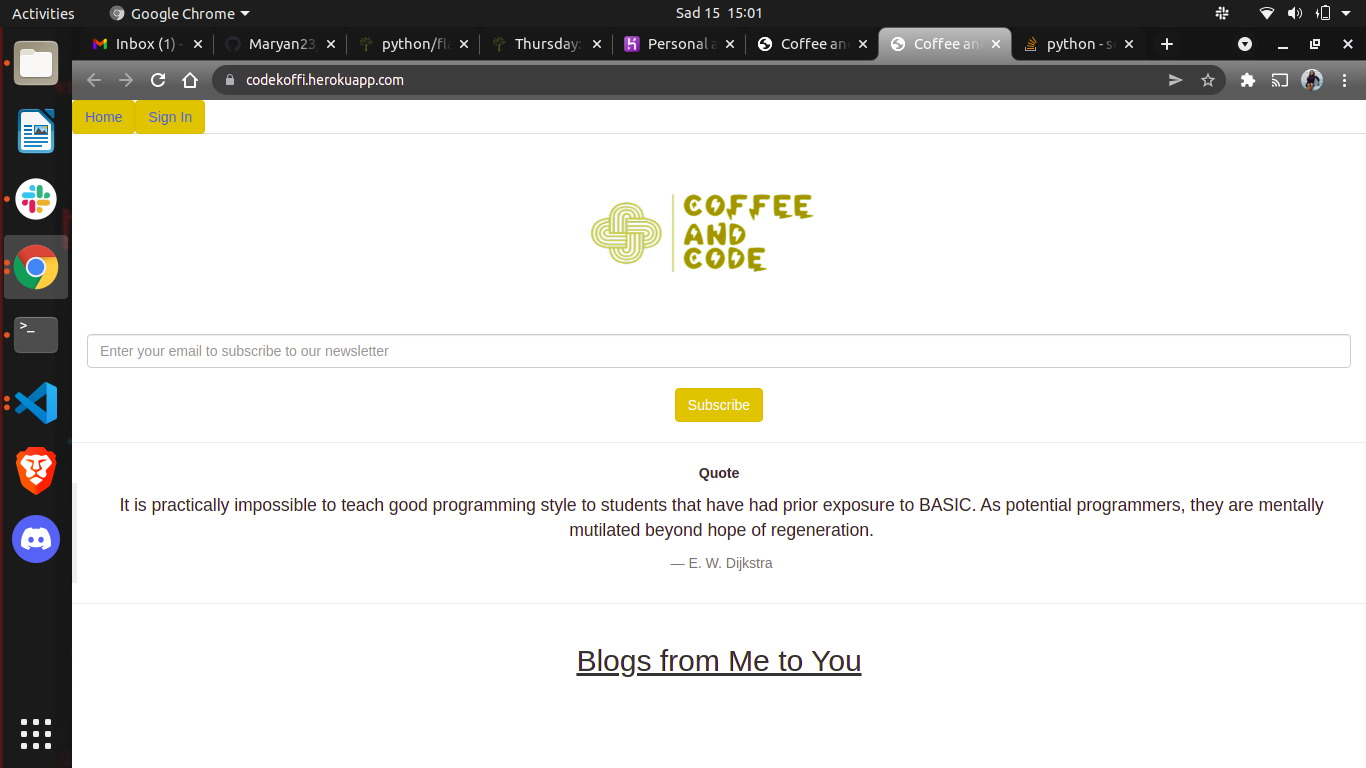 Activities
Google Chrome
Sad 15 15:01
Inbox (1) -
Maryan23
python/fl
Thursday:
Personal a
Coffee an
Coffee an
python - s
codekoffi.herokuapp.com
Home
Sign In
COFFEE
AND
CODE
Enter your email to subscribe to our newsletter
Subscribe
Quote
It is practically impossible to teach good programming style to students that have had prior exposure to BASIC. As potential programmers, they are mentally
mutilated beyond hope of regeneration.
— E. W. Dijkstra
Blogs from Me to You